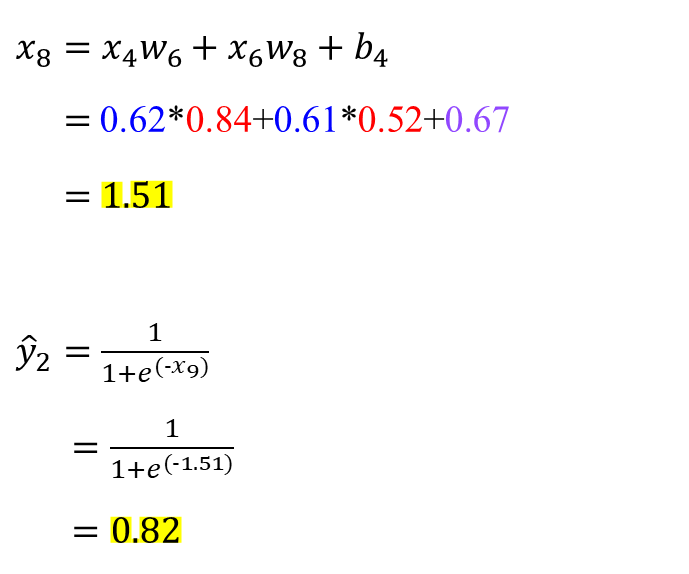 x₈ = x₄w₆ + x₆w₈ + b₄
= 0.62*0.84+0.61*0.52+0.67
= 1.51
ŷ₂ = 1/(1+e^(-x₉))
= 1/(1+e^(-1.51))
= 0.82